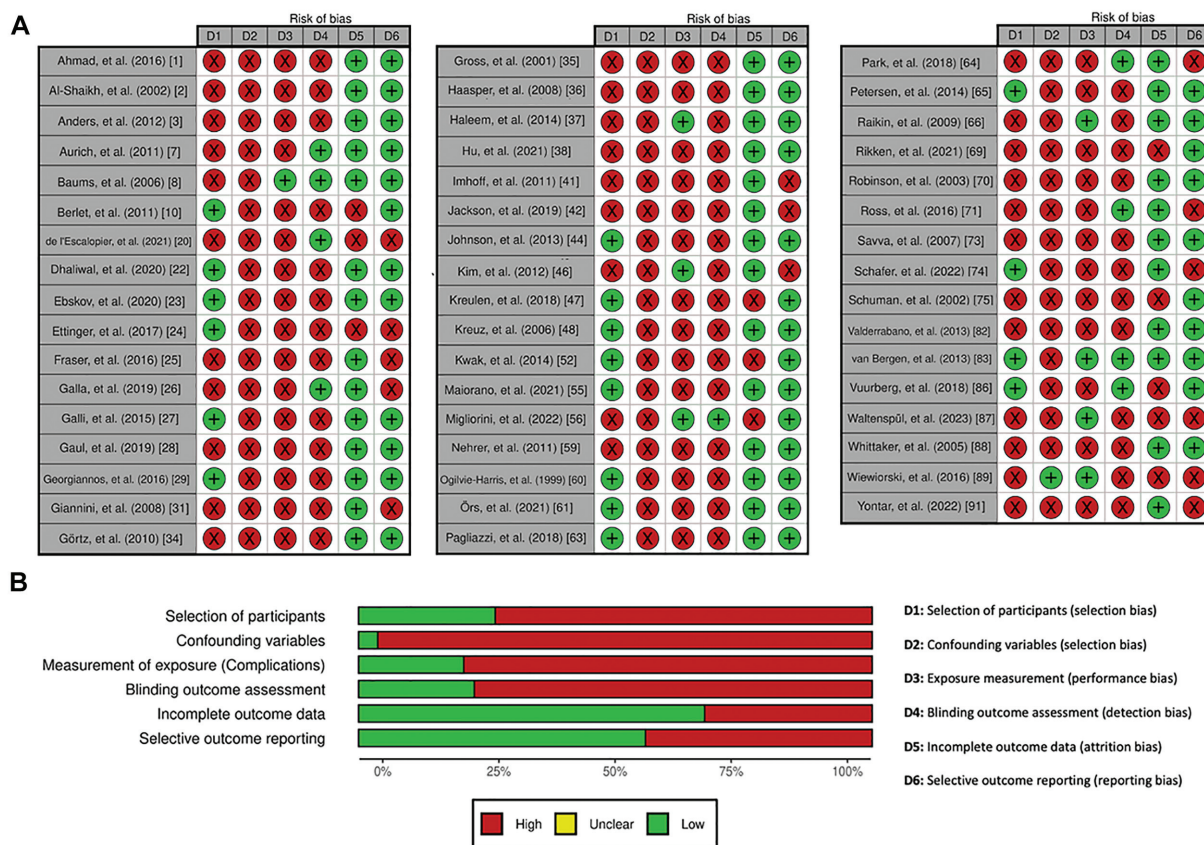 A
Risk of bias
D1 D2 D3 D4 D5 D6
Ahmad, et al. (2016) [1] X X X X + +
Al-Shaikh, et al. (2002) [2] X X X X + +
Anders, et al. (2012) [3] X X X X + +
Aurich, et al. (2011) [7] X X X + + +
Baums, et al. (2006) [8] X X + + + +
Berlet, et al. (2011) [10] + X X X X +
de l'Escalopier, et al. (2021) [20] X X X + X X
Dhaliwal, et al. (2020) [22] + X X X + +
Ebskov, et al. (2020) [23] + X X X + +
Ettinger, et al. (2017) [24] + X X X X X
Fraser, et al. (2016) [25] X X X X + X
Galla, et al. (2019) [26] X X X + + X
Galli, et al. (2015) [27] + X X X + +
Gaul, et al. (2019) [28] X X X X + +
Georgiannos, et al. (2016) [29] + X X X + +
Giannini, et al. (2008) [31] X X X X + X
Görtz, et al. (2010) [34] X X X X + +
Risk of bias
D1 D2 D3 D4 D5 D6
Gross, et al. (2001) [35] X X X X + +
Haasper, et al. (2008) [36] X X X X + +
Haleem, et al. (2014) [37] X X + X + +
Hu, et al. (2021) [38] X X X X + +
Imhoff, et al. (2011) [41] X X X X + X
Jackson, et al. (2019) [42] X X X X + X
Johnson, et al. (2013) [44] + X X X + +
Kim, et al. (2012) [46] X X + X + X
Kreulen, et al. (2018) [47] + X X X X +
Kreuz, et al. (2006) [48] + X X X + +
Kwak, et al. (2014) [52] + X X X X +
Maiorano, et al. (2021) [55] + X X X + +
Migliorini, et al. (2022) [56] X X + + X +
Nehrer, et al. (2011) [59] + X X X + +
Ogilvie-Harris, et al. (1999) [60] + X X X + +
Örs, et al. (2021) [61] + X X X + +
Pagliazzi, et al. (2018) [63] + X X X + +
Risk of bias
D1 D2 D3 D4 D5 D6
Park, et al. (2018) [64] X X X + + X
Petersen, et al. (2014) [65] + X X X + +
Raikin, et al. (2009) [66] X X + X + +
Rikken, et al. (2021) [69] X X X X X +
Robinson, et al. (2003) [70] X X X X + +
Ross, et al. (2016) [71] X X X + + X
Savva, et al. (2007) [73] X X X X + +
Schafer, et al. (2022) [74] + X X X + +
Schuman, et al. (2002) [75] X X X X X +
Valderrabano, et al. (2013) [82] X X X X + +
van Bergen, et al. (2013) [83] + X + + + +
Vuurberg, et al. (2018) [86] + X X + X +
Waltenspül, et al. (2023) [87] X X + X X X
Whittaker, et al. (2005) [88] X X X X + +
Wiewiorski, et al. (2016) [89] X + + X X X
Yontar, et al. (2022) [91] X X X X + X
B
Selection of participants
Confounding variables
Measurement of exposure (Complications)
Blinding outcome assessment
Incomplete outcome data
Selective outcome reporting
0% 25% 50% 75% 100%
High Unclear Low
D1: Selection of participants (selection bias)
D2: Confounding variables (selection bias)
D3: Exposure measurement (performance bias)
D4: Blinding outcome assessment (detection bias)
D5: Incomplete outcome data (attrition bias)
D6: Selective outcome reporting (reporting bias)